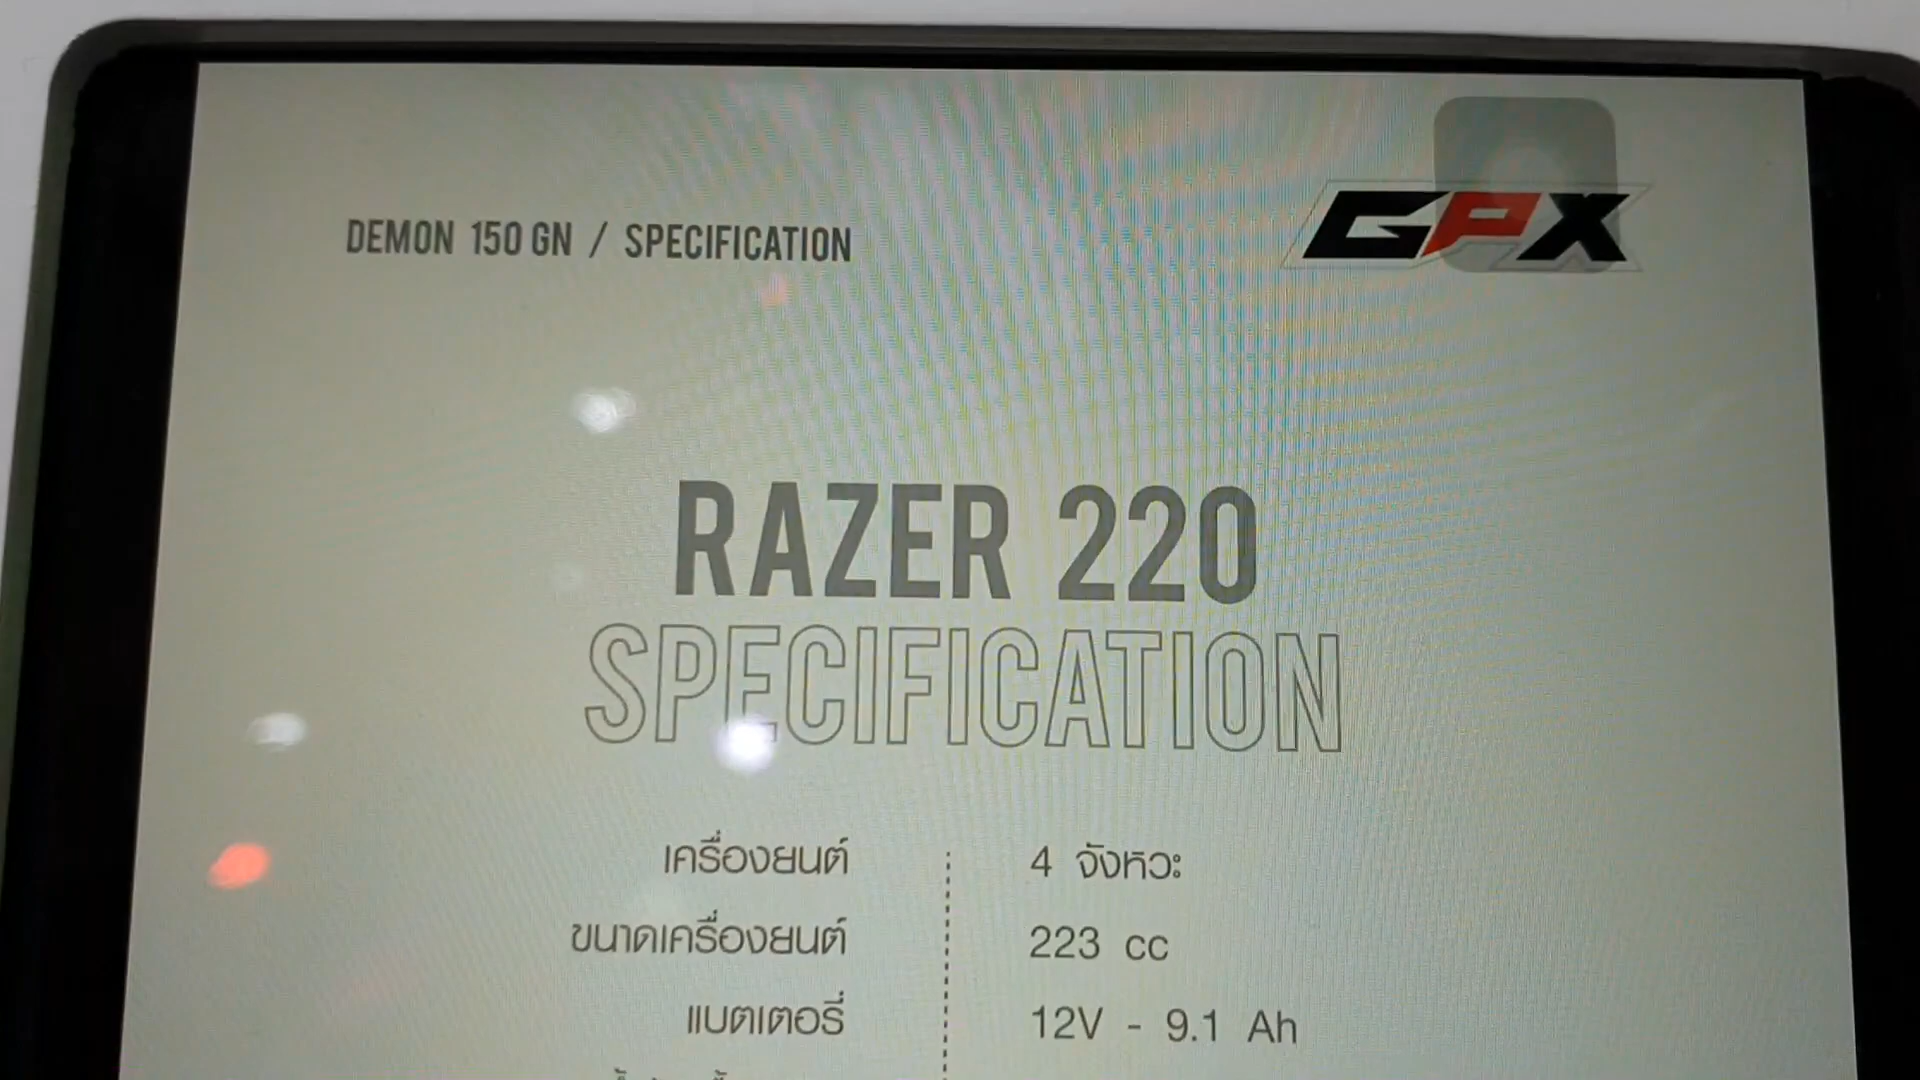 DEMON 150 GN / SPECIFICATION
GPX
RAZER 220
SPECIFICATION
เครื่องยนต์ 4 จังหวะ
ขนาดเครื่องยนต์ 223 cc
แบตเตอรี่ 12V - 9.1 Ah